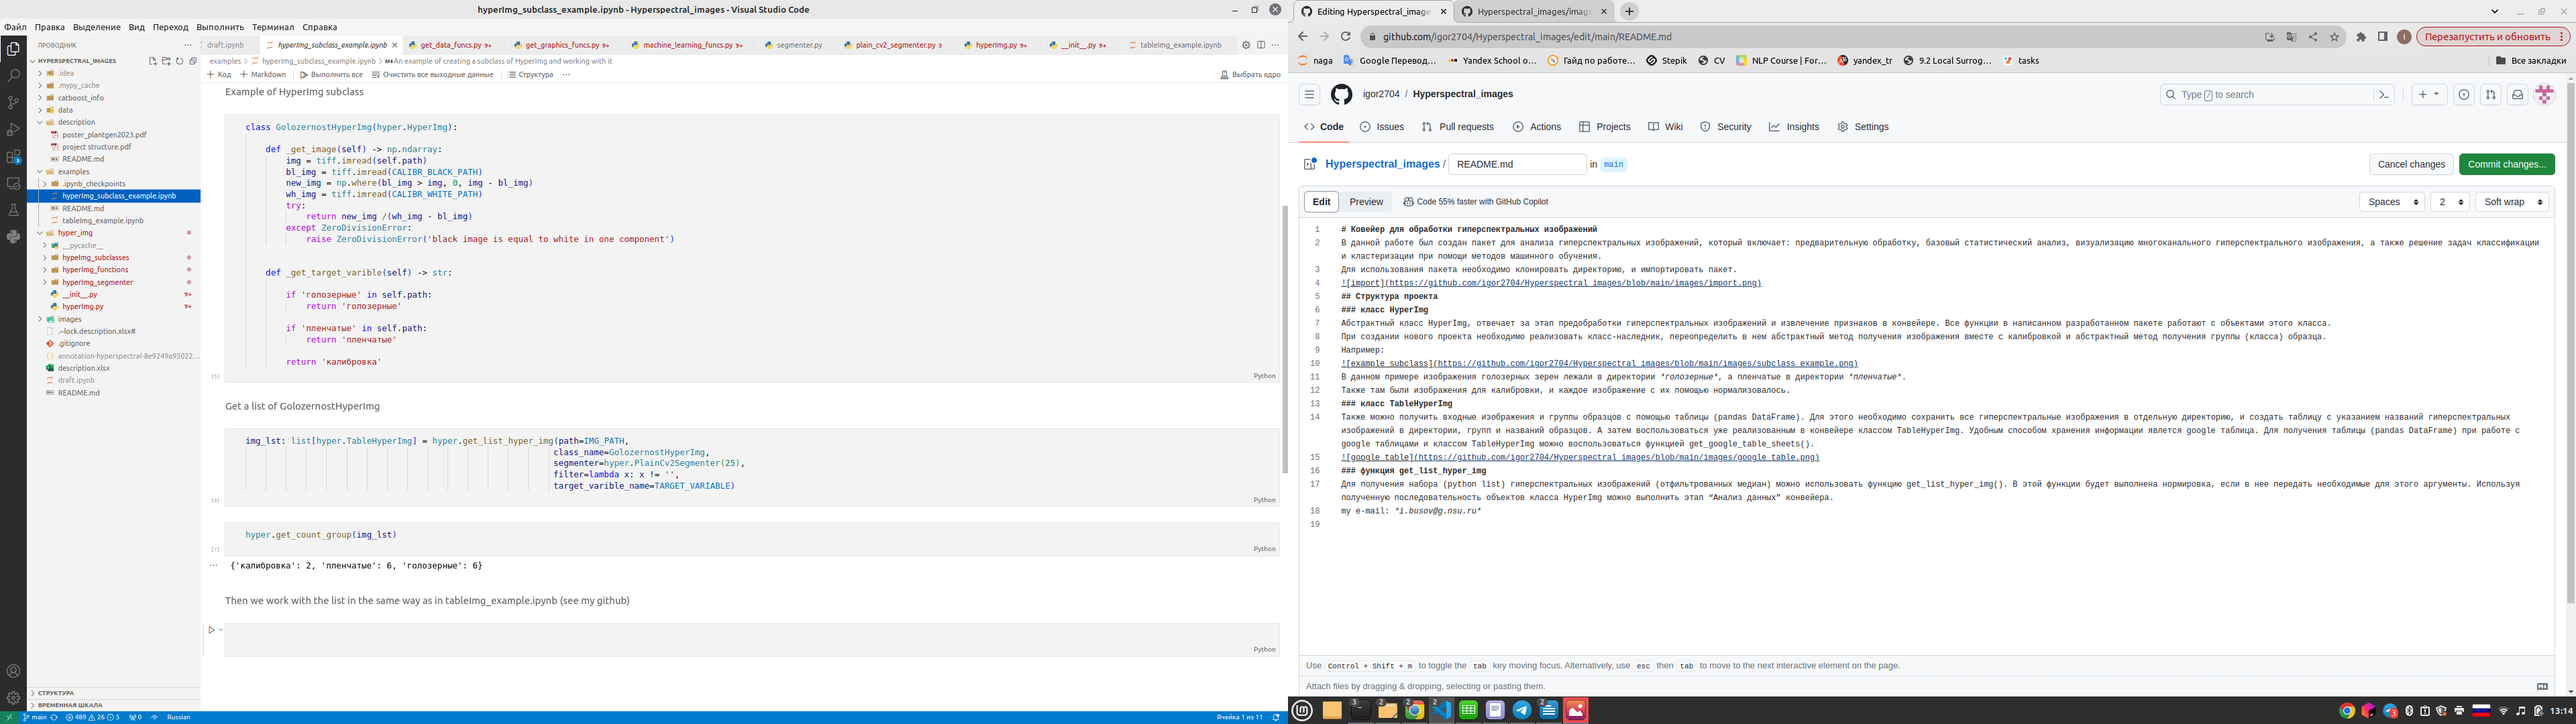 hyperImg_subclass_example.ipynb - Hyperspectral_images - Visual Studio Code
Файл Правка Выделение Вид Переход Выполнить Терминал Справка
ПРОВОДНИК
draft.ipynb
hyperImg_subclass_example.ipynb
get_data_funcs.py 9+
get_graphics_funcs.py 9+
machine_learning_funcs.py 9+
segmenter.py
plain_cv2_segmenter.py 3
hyperImg.py 9+
__init__.py 9+
tableImg_example.ipynb
HYPERSPECTRAL_IMAGES
.idea
.mypy_cache
catboost_info
data
description
poster_plantgen2023.pdf
project structure.pdf
README.md
examples
.ipynb_checkpoints
hyperImg_subclass_example.ipynb
README.md
tableImg_example.ipynb
hyper_img
__pycache__
hypeImg_subclasses
hyperImg_functions
hyperImg_segmenter
__init__.py 9+
hyperImg.py 9+
images
.~lock.description.xlsx#
.gitignore
annotation-hyperspectral-8e9249a95022...
description.xlsx
draft.ipynb
README.md
СТРУКТУРА
ВРЕМЕННАЯ ШКАЛА
examples > hyperImg_subclass_example.ipynb > An example of creating a subclass of HyperImg and working with it
+ Код + Markdown Выполнить все Очистить все выходные данные Структура ...
Выбрать ядро
Example of HyperImg subclass
class GolozernostHyperImg(hyper.HyperImg):
def _get_image(self) -> np.ndarray:
img = tiff.imread(self.path)
bl_img = tiff.imread(CALIBR_BLACK_PATH)
new_img = np.where(bl_img > img, 0, img - bl_img)
wh_img = tiff.imread(CALIBR_WHITE_PATH)
try:
return new_img /(wh_img - bl_img)
except ZeroDivisionError:
raise ZeroDivisionError('black image is equal to white in one component')
def _get_target_varible(self) -> str:
if 'голозерные' in self.path:
return 'голозерные'
if 'пленчатые' in self.path:
return 'пленчатые'
return 'калибровка'
Python
Get a list of GolozernostHyperImg
img_lst: list[hyper.TableHyperImg] = hyper.get_list_hyper_img(path=IMG_PATH,
class_name=GolozernostHyperImg,
segmenter=hyper.PlainCv2Segmenter(25),
filter=lambda x: x != '',
target_varible_name=TARGET_VARIABLE)
Python
hyper.get_count_group(img_lst)
[7]
Python
{'калибровка': 2, 'пленчатые': 6, 'голозерные': 6}
Then we work with the list in the same way as in tableImg_example.ipynb (see my github)
Python
main 489 26 5 0 Russian
Ячейка 1 из 11
Editing Hyperspectral_image
Hyperspectral_images/image
github.com/igor2704/Hyperspectral_images/edit/main/README.md
Перезапустить и обновить
naga
Google Перевод...
Yandex School o...
Гайд по работе...
Stepik
CV
NLP Course | For...
yandex_tr
9.2 Local Surrog...
tasks
Все закладки
igor2704 / Hyperspectral_images
Type / to search
Code Issues Pull requests Actions Projects Wiki Security Insights Settings
Hyperspectral_images / README.md in main
Cancel changes
Commit changes...
Edit Preview Code 55% faster with GitHub Copilot
Spaces 2 Soft wrap
1 # Ковейер для обработки гиперспектральных изображений
2 В данной работе был создан пакет для анализа гиперспектральных изображений, который включает: предварительную обработку, базовый статистический анализ, визуализацию многоканального гиперспектрального изображения, а также решение задач классификации
и кластеризации при помощи методов машинного обучения.
3 Для использования пакета необходимо клонировать директорию, и импортировать пакет.
4 ![import](https://github.com/igor2704/Hyperspectral_images/blob/main/images/import.png)
5 ## Структура проекта
6 ### класс HyperImg
7 Абстрактный класс HyperImg, отвечает за этап предобработки гиперспектральных изображений и извлечение признаков в конвейере. Все функции в написанном разработанном пакете работают с объектами этого класса.
8 При создании нового проекта необходимо реализовать класс-наследник, переопределить в нем абстрактный метод получения изображения вместе с калибровкой и абстрактный метод получения группы (класса) образца.
9 Например:
10 ![example_subclass](https://github.com/igor2704/Hyperspectral_images/blob/main/images/subclass_example.png)
11 В данном примере изображения голозерных зерен лежали в директории *голозерные*, а пленчатые в директории *пленчатые*.
12 Также там были изображения для калибровки, и каждое изображение с их помощью нормализовалось.
13 ### класс TableHyperImg
14 Также можно получить входные изображения и группы образцов с помощью таблицы (pandas DataFrame). Для этого необходимо сохранить все гиперспектральные изображения в отдельную директорию, и создать таблицу с указанием названий гиперспектральных
изображений в директории, групп и названий образцов. А затем воспользоваться уже реализованным в конвейере классом TableHyperImg. Удобным способом хранения информации явлется google таблица. Для получения таблицы (pandas DataFrame) при работе с
google таблицами и классом TableHyperImg можно воспользоваться функцией get_google_table_sheets().
15 ![google_table](https://github.com/igor2704/Hyperspectral_images/blob/main/images/google_table.png)
16 ### функция get_list_hyper_img
17 Для получения набора (python list) гиперспектральных изображений (отфильтрованных медиан) можно использовать функцию get_list_hyper_img(). В этой функции будет выполнена нормировка, если в нее передать необходимые для этого аргументы. Используя
полученную последовательность объектов класса HyperImg можно выполнить этап “Анализ данных” конвейера.
18 my e-mail: *i.busov@g.nsu.ru*
19
Use Control + Shift + m to toggle the tab key moving focus. Alternatively, use esc then tab to move to the next interactive element on the page.
Attach files by dragging & dropping, selecting or pasting them.
13:14